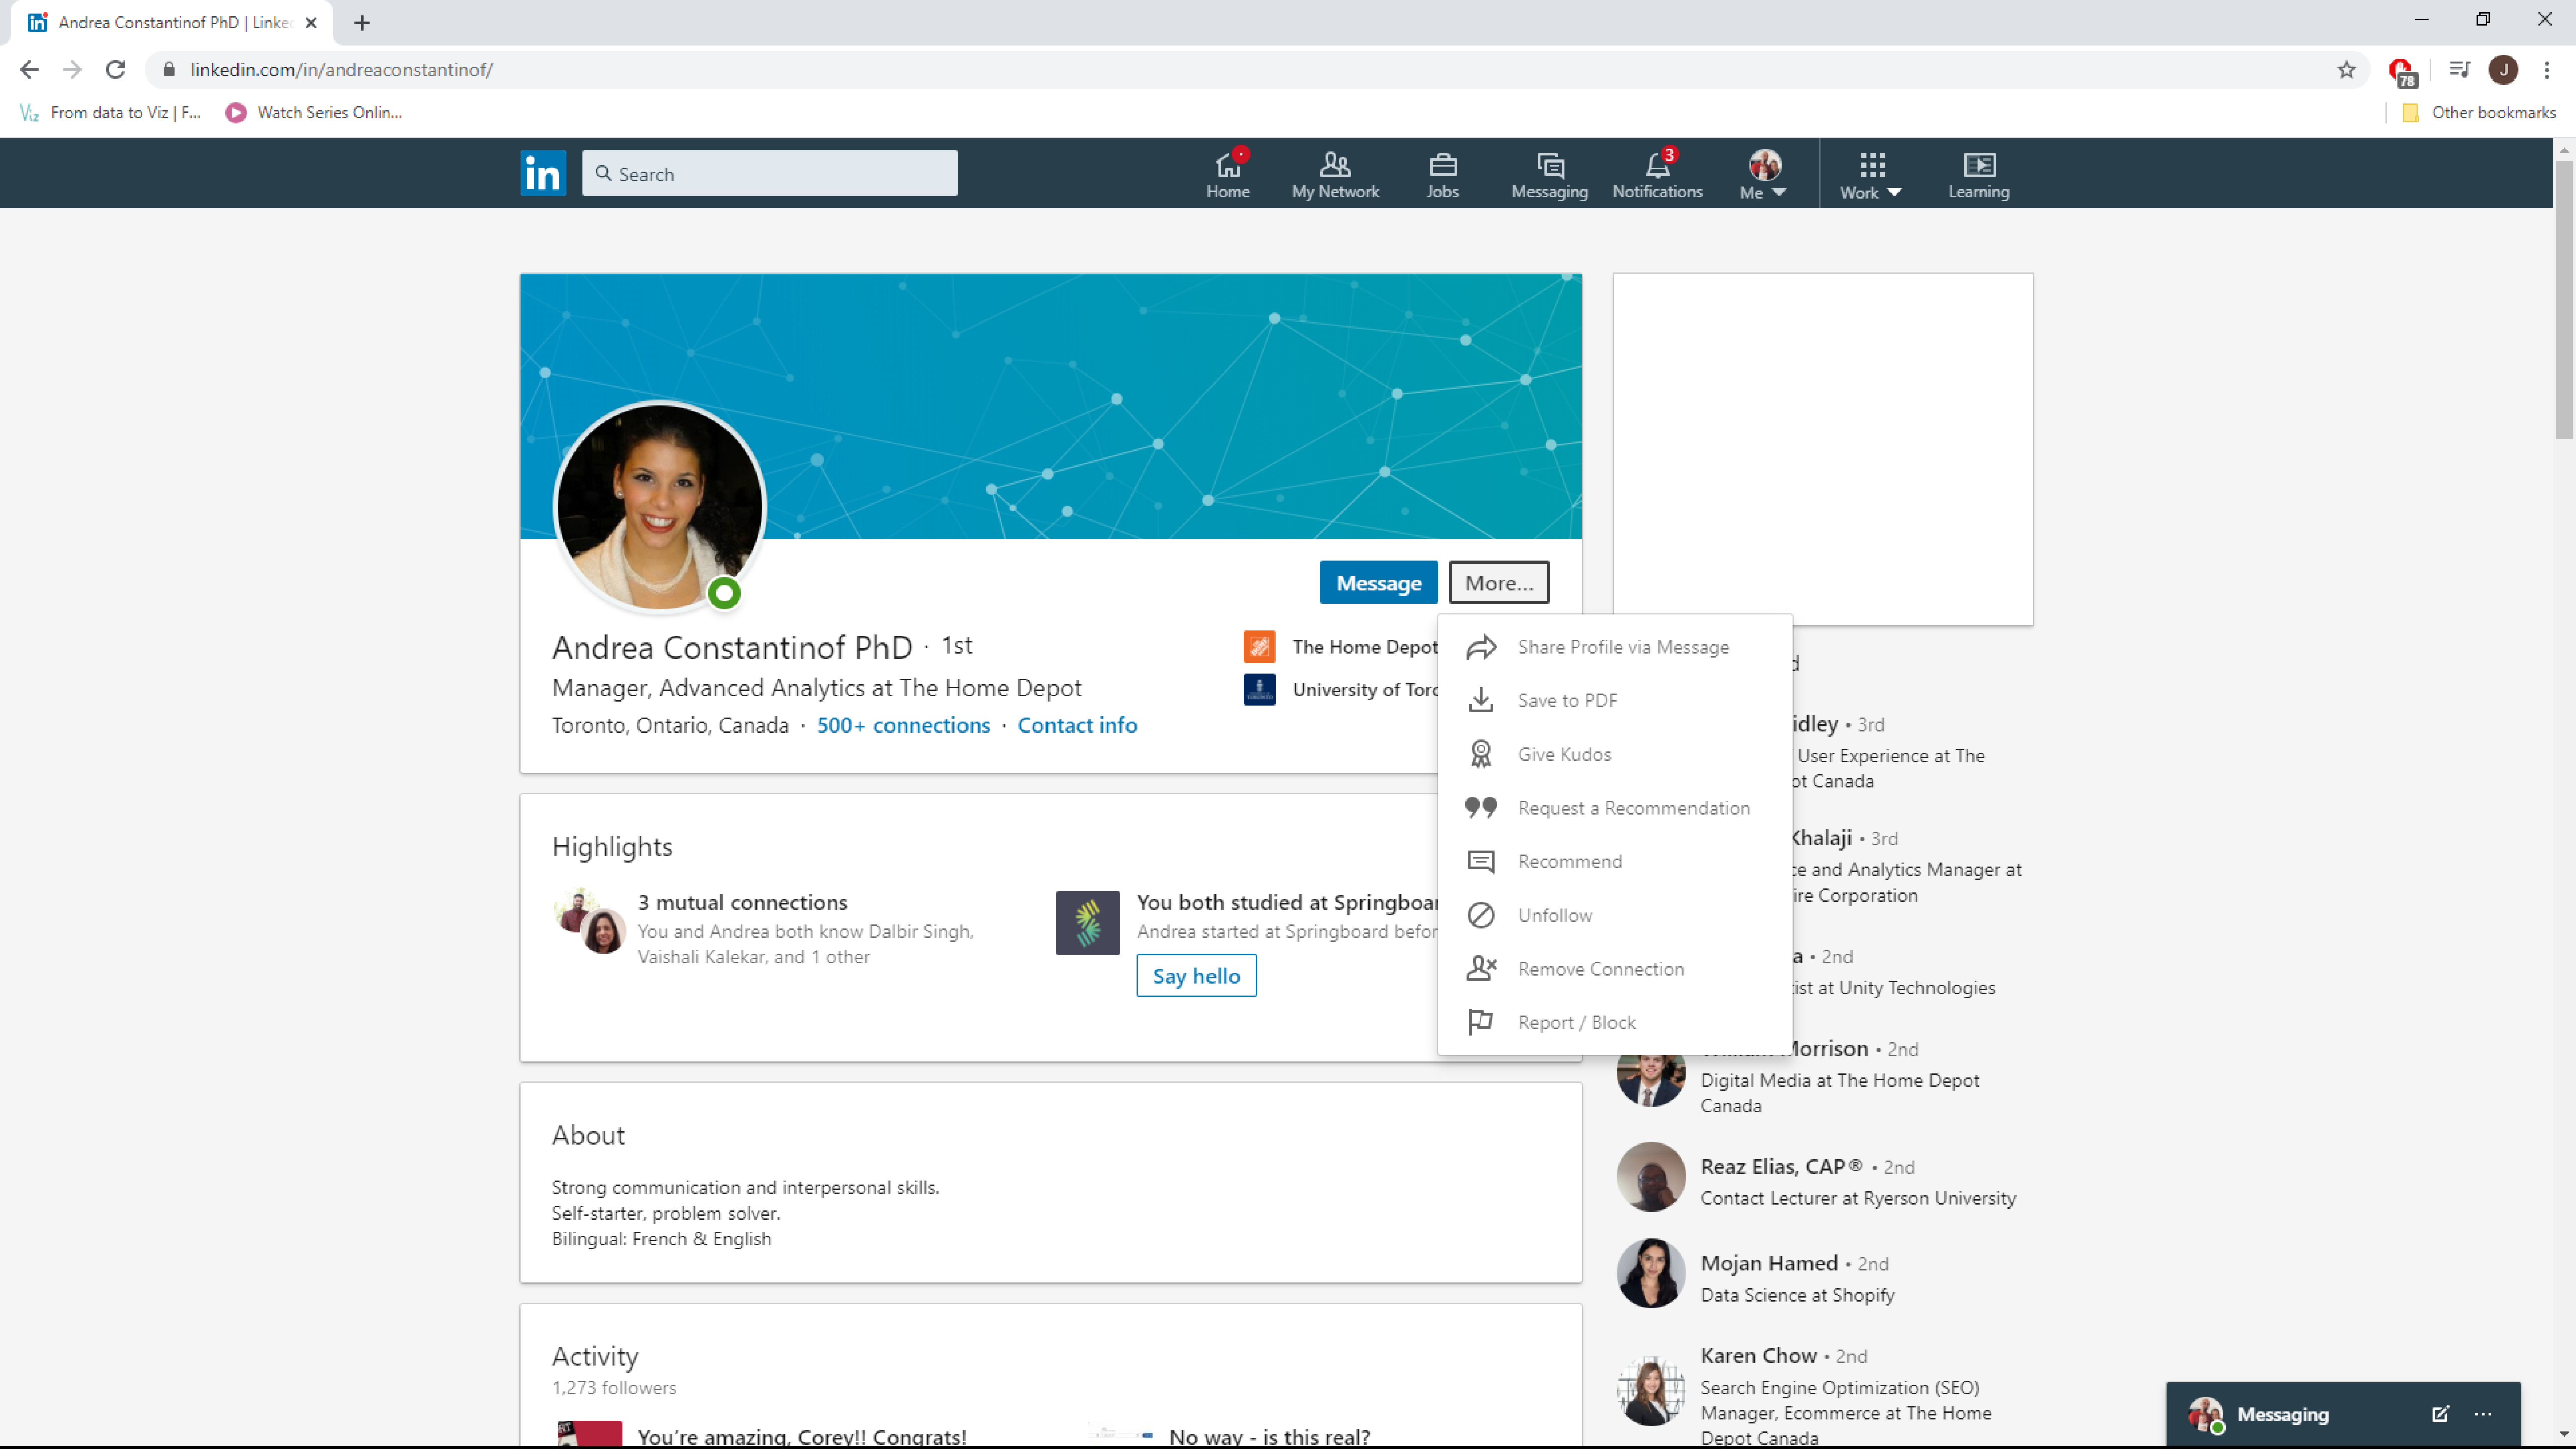 Andrea Constantinof PhD | Linke
linkedin.com/in/andreaconstantinof/
78
J
From data to Viz | F...
Watch Series Onlin...
Other bookmarks
in
Search
Home
My Network
Jobs
Messaging
3
Notifications
Me
Work
Learning
Message
More...
Andrea Constantinof PhD · 1st
Manager, Advanced Analytics at The Home Depot
Toronto, Ontario, Canada · 500+ connections · Contact info
The Home Depot
University of Toro
Share Profile via Message
Save to PDF
Give Kudos
Request a Recommendation
Recommend
Unfollow
Remove Connection
Report / Block
Highlights
3 mutual connections
You and Andrea both know Dalbir Singh,
Vaishali Kalekar, and 1 other
You both studied at Springboar
Andrea started at Springboard befor
Say hello
About
Strong communication and interpersonal skills.
Self-starter, problem solver.
Bilingual: French & English
Activity
1,273 followers
You're amazing, Corey!! Congrats!
No way - is this real?
idley • 3rd
User Experience at The
ot Canada
Khalaji • 3rd
ce and Analytics Manager at
ire Corporation
a • 2nd
tist at Unity Technologies
Morrison • 2nd
Digital Media at The Home Depot
Canada
Reaz Elias, CAP® • 2nd
Contact Lecturer at Ryerson University
Mojan Hamed • 2nd
Data Science at Shopify
Karen Chow • 2nd
Search Engine Optimization (SEO)
Manager, Ecommerce at The Home
Depot Canada
Messaging